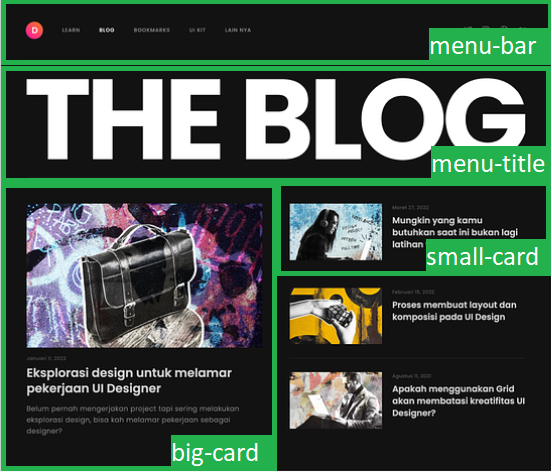 D
LEARN
BLOG
BOOKMARKS
UI KIT
LAIN NYA
menu-bar
THE BLOG
menu-title
Januari 3, 2022
Eksplorasi design untuk melamar
pekerjaan UI Designer
Belum pernah mengerjakan project tapi sering melakukan
eksplorasi design, bisa kah melamar pekerjaan sebagai
designer?
big-card
Maret 27, 2022
Mungkin yang kamu
butuhkan saat ini bukan lagi
latihan
small-card
Februari 19, 2022
Proses membuat layout dan
komposisi pada UI Design
Agustus 11, 2021
Apakah menggunakan Grid
akan membatasi kreatifitas UI
Designer?